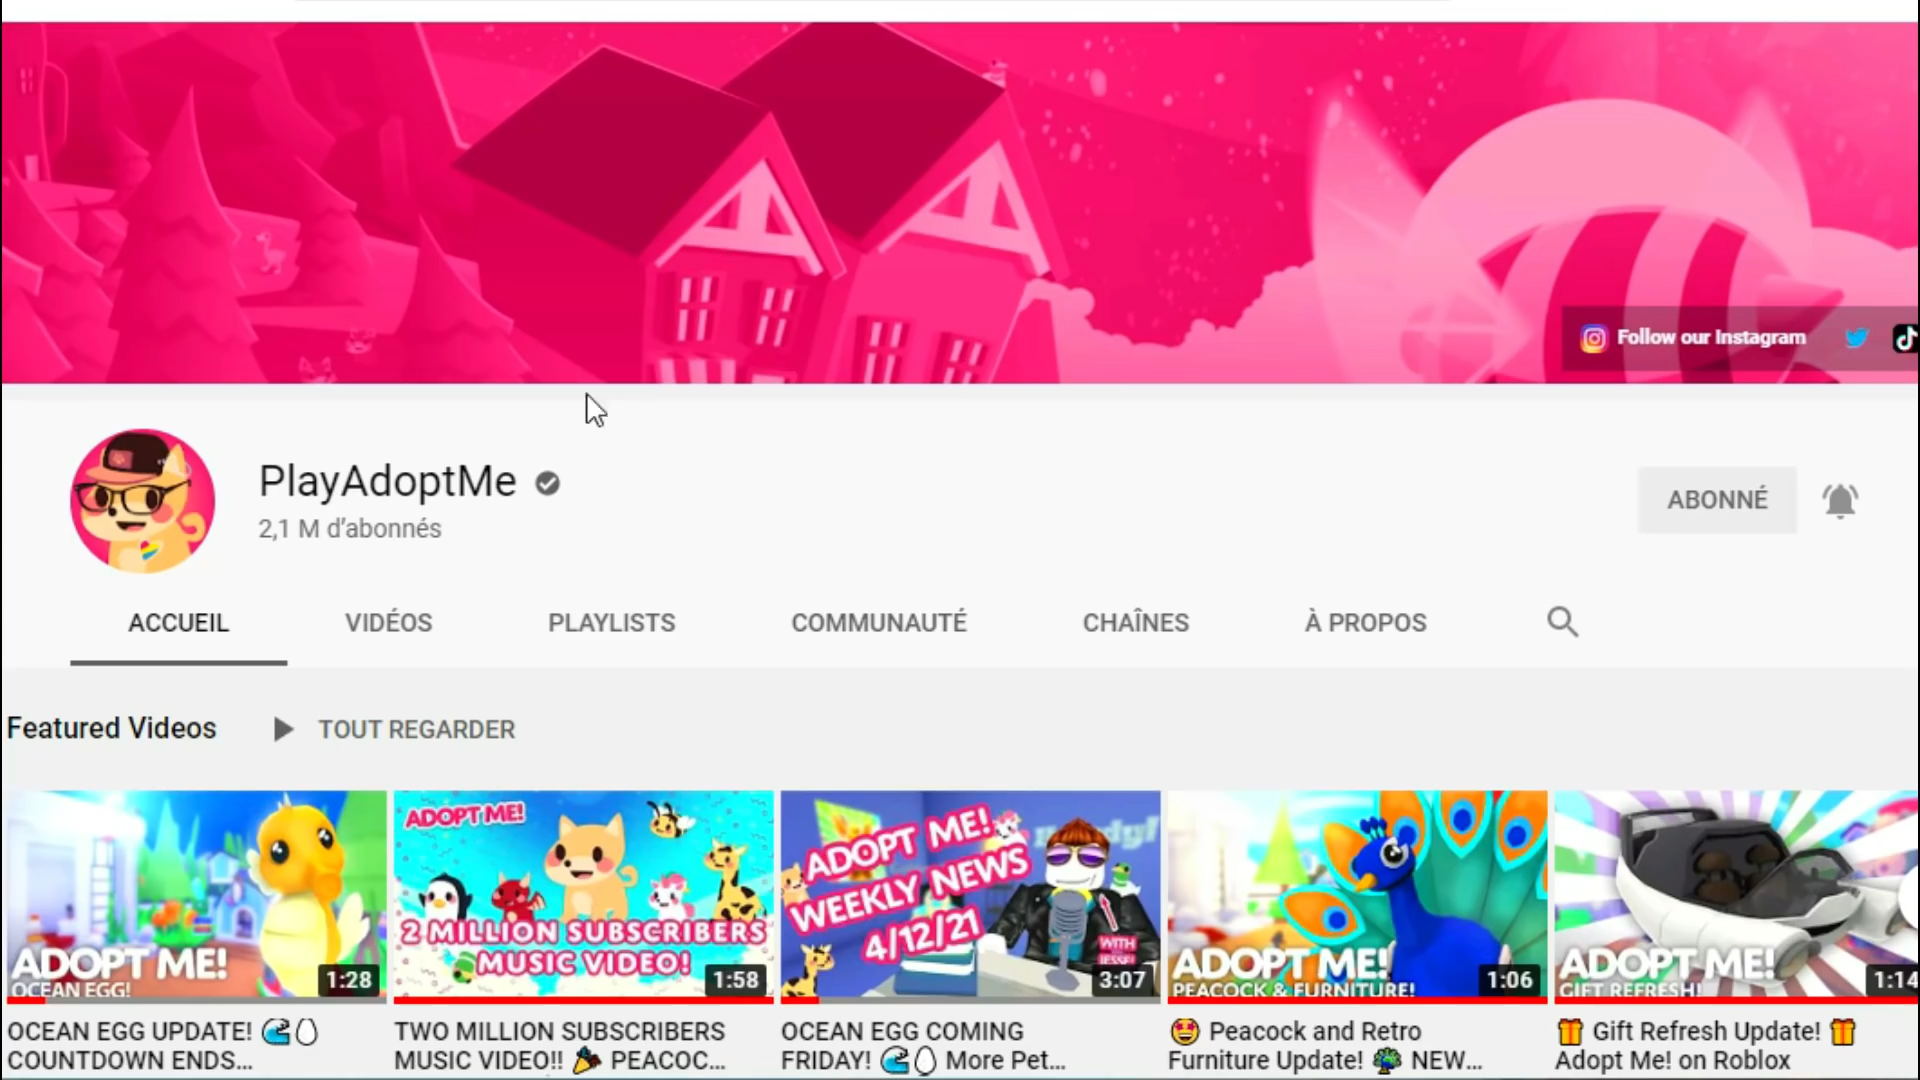 Follow our Instagram
PlayAdoptMe
2,1 M d'abonnés
ABONNÉ
ACCUEIL
VIDÉOS
PLAYLISTS
COMMUNAUTÉ
CHAÎNES
À PROPOS
Featured Videos
TOUT REGARDER
ADOPT ME!
OCEAN EGG!
1:28
ADOPT ME!
2 MILLION SUBSCRIBERS
MUSIC VIDEO!
1:58
ADOPT ME!
WEEKLY NEWS
4/12/21
WITH
JESSE!
3:07
ADOPT ME!
PEACOCK & FURNITURE!
1:06
ADOPT ME!
GIFT REFRESH!
1:14
OCEAN EGG UPDATE! 🌊🥚
COUNTDOWN ENDS...
TWO MILLION SUBSCRIBERS
MUSIC VIDEO!! 🎉 PEACOC...
OCEAN EGG COMING
FRIDAY! 🌊🥚 More Pet...
🤩 Peacock and Retro
Furniture Update! 🦚 NEW...
🎁 Gift Refresh Update! 🎁
Adopt Me! on Roblox